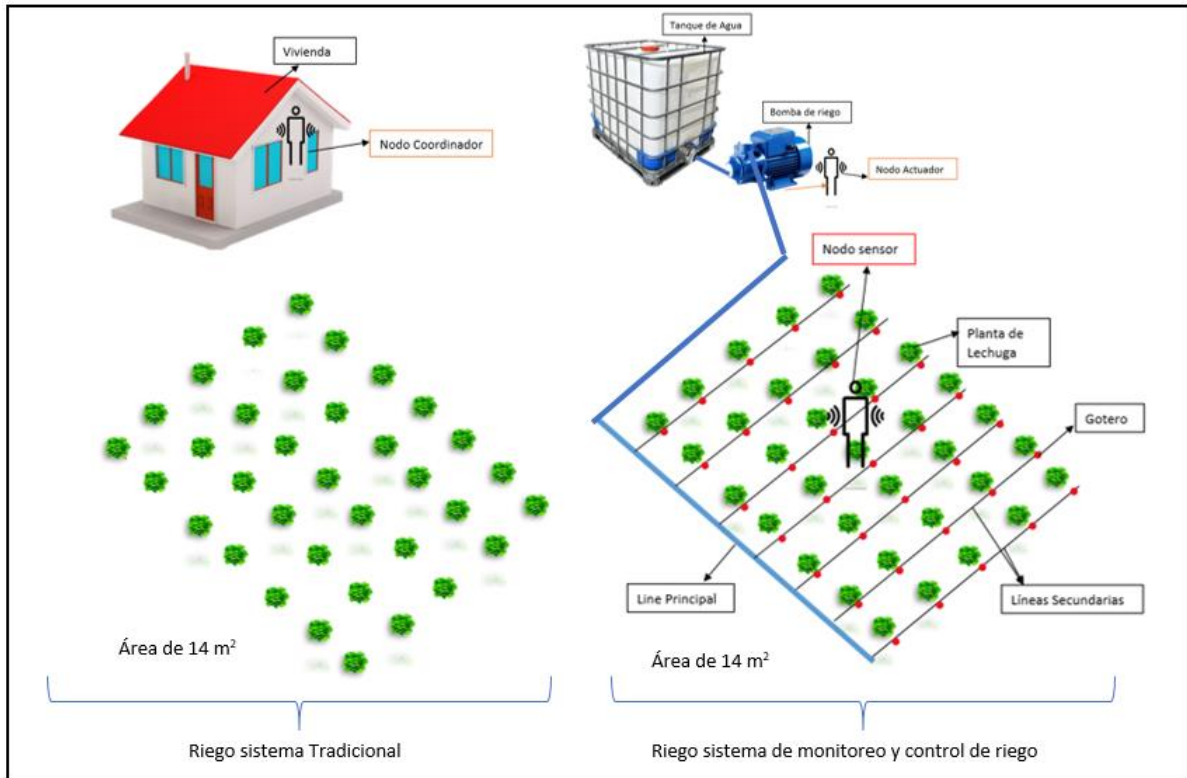 Tanque de Agua
Vivienda
Bomba de riego
Nodo Coordinador
Nodo Actuador
Nodo sensor
Planta de
Lechuga
Gotero
Line Principal
Líneas Secundarias
Área de 14 m²
Área de 14 m²
Riego sistema Tradicional
Riego sistema de monitoreo y control de riego